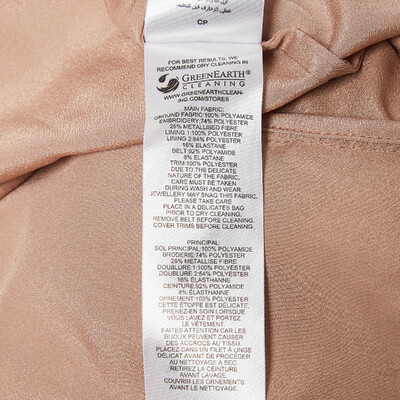 CP
FOR BEST RESULTS, WE
RECOMMEND DRY CLEANING IN
GREENEARTH®
CLEANING
WWW.GREENEARTHCLEAN-
ING.COM/STORES
MAIN FABRIC:
GROUND FABRIC:100% POLYAMIDE
EMBROIDERY:74% POLYESTER
26% METALLISED FIBRE
LINING 1:100% POLYESTER
LINING 2:84% POLYESTER
16% ELASTANE
BELT:92% POLYAMIDE
8% ELASTANE
TRIM:100% POLYESTER
DUE TO THE DELICATE
NATURE OF THE FABRIC,
CARE MUST BE TAKEN
DURING WASH AND WEAR.
JEWELLERY MAY SNAG THIS FABRIC.
PLEASE TAKE CARE
PLACE IN A DELICATES BAG
PRIOR TO DRY CLEANING.
REMOVE BELT BEFORE CLEANING.
COVER TRIMS BEFORE CLEANING.
PRINCIPAL:
SOL PRINCIPAL:100% POLYAMIDE
BRODERIE:74% POLYESTER
26% METALLISE FIBRE
DOUBLURE 1:100% POLYESTER
DOUBLURE 2:84% POLYESTER
16% ÉLASTHANNE
CEINTURE:92% POLYAMIDE
8% ÉLASTHANNE
ORNEMENT:100% POLYESTER
CETTE ÉTOFFE EST DÉLICATE,
PRENEZ-EN SOIN LORSQUE
VOUS LAVEZ ET PORTEZ
LE VÊTEMENT.
FAITES ATTENTION CAR LES
BIJOUX PEUVENT CAUSER
DES ACCROCS AU TISSU
PLACEZ DANS UN FILET À LINGE
DÉLICAT AVANT DE PROCÉDER
AU NETTOYAGE À SEC.
RETIREZ LA CEINTURE
AVANT LAVAGE.
COUVRIR LES ORNEMENTS
AVANT LE NETTOYAGE